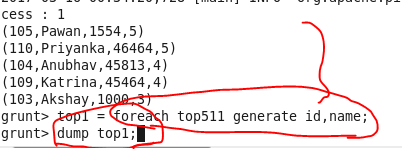 cess : 1
(105,Pawan,1554,5)
(110,Priyanka,46464,5)
(104,Anubhav,45813,4)
(109,Katrina,45464,4)
(103,Akshay,1000,3)
grunt> top1 = foreach top511 generate id,name;
grunt> dump top1;